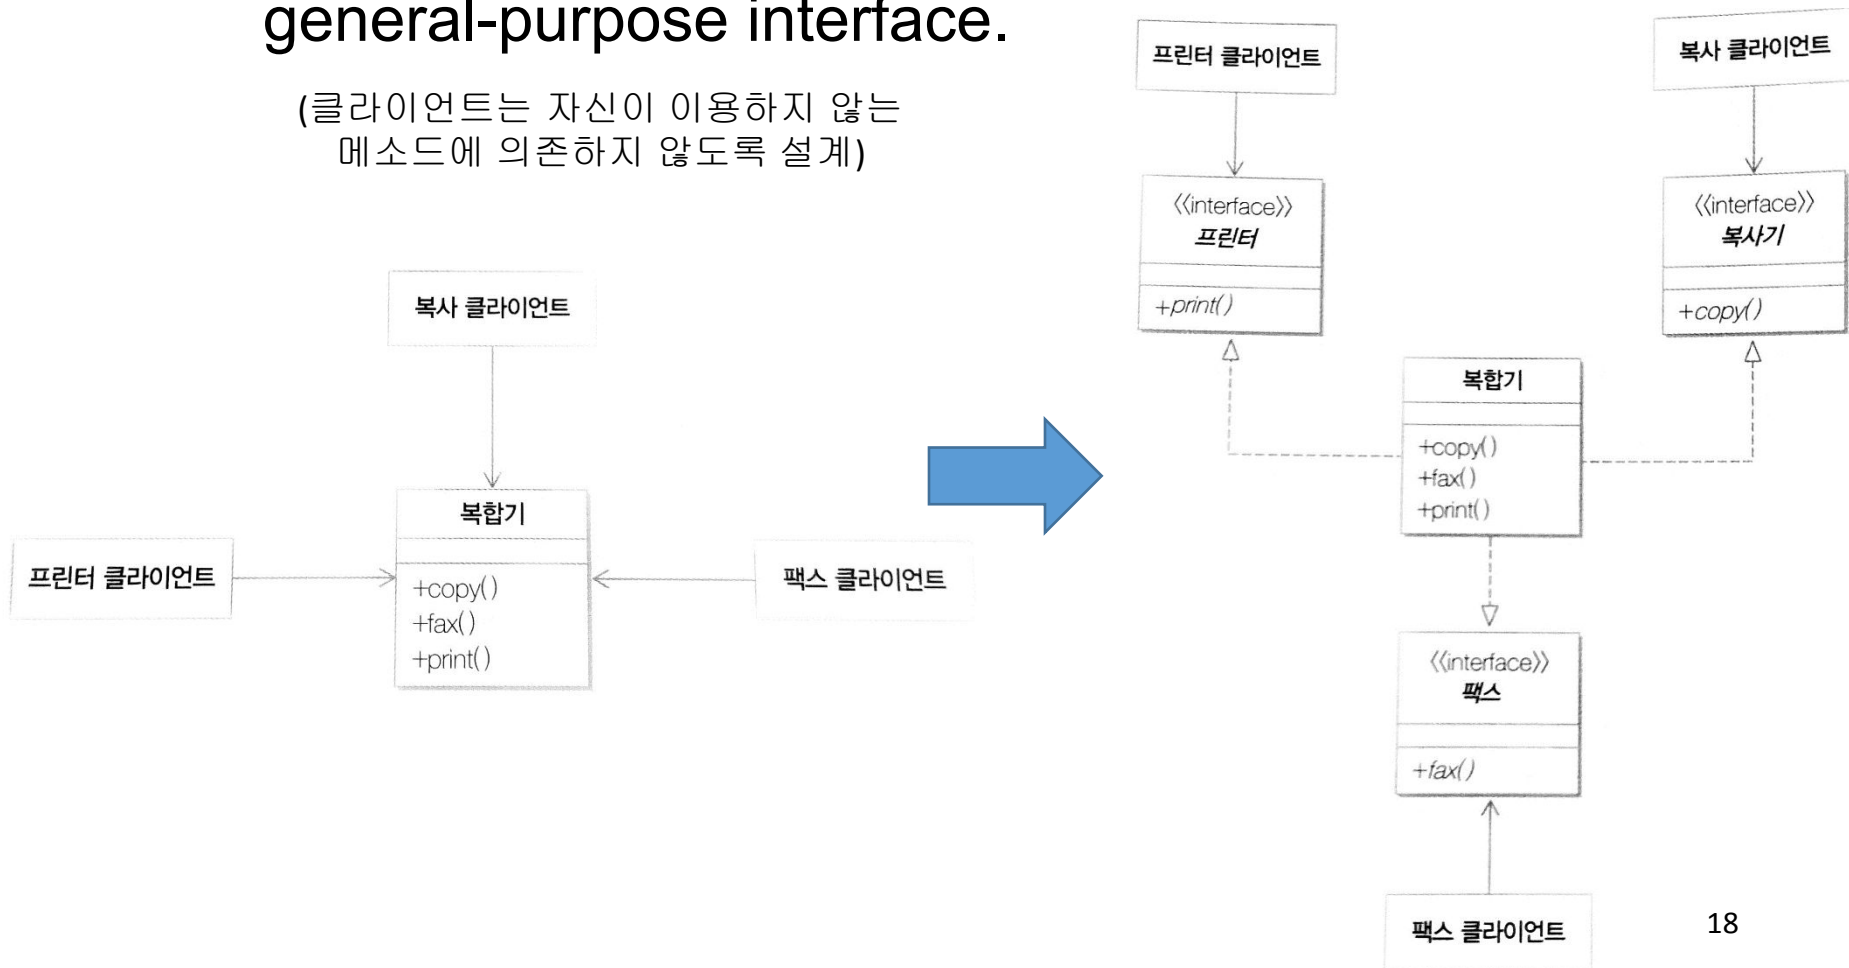 general-purpose interface.
(클라이언트는 자신이 이용하지 않는
메소드에 의존하지 않도록 설계)
복사 클라이언트
프린터 클라이언트
복합기
+copy()
+fax()
+print()
팩스 클라이언트
프린터 클라이언트
복사 클라이언트
《interface》
프린터
+print()
《interface》
복사기
+copy()
복합기
+copy()
+fax()
+print()
《interface》
팩스
+fax()
팩스 클라이언트
18